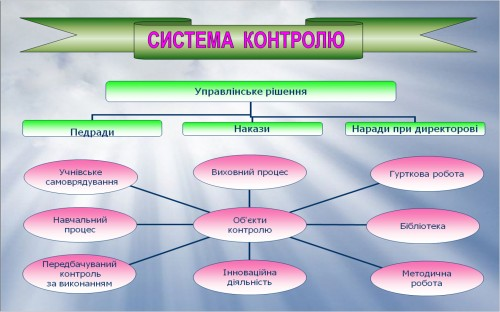 СИСТЕМА КОНТРОЛЮ
Управлінське рішення
Педради
Накази
Наради при директорові
Учнівське
самоврядування
Виховний процес
Гурткова робота
Навчальний
процес
Об'єкти
контролю
Бібліотека
Передбачуваний
контроль
за виконанням
Інноваційна
діяльність
Методична
робота